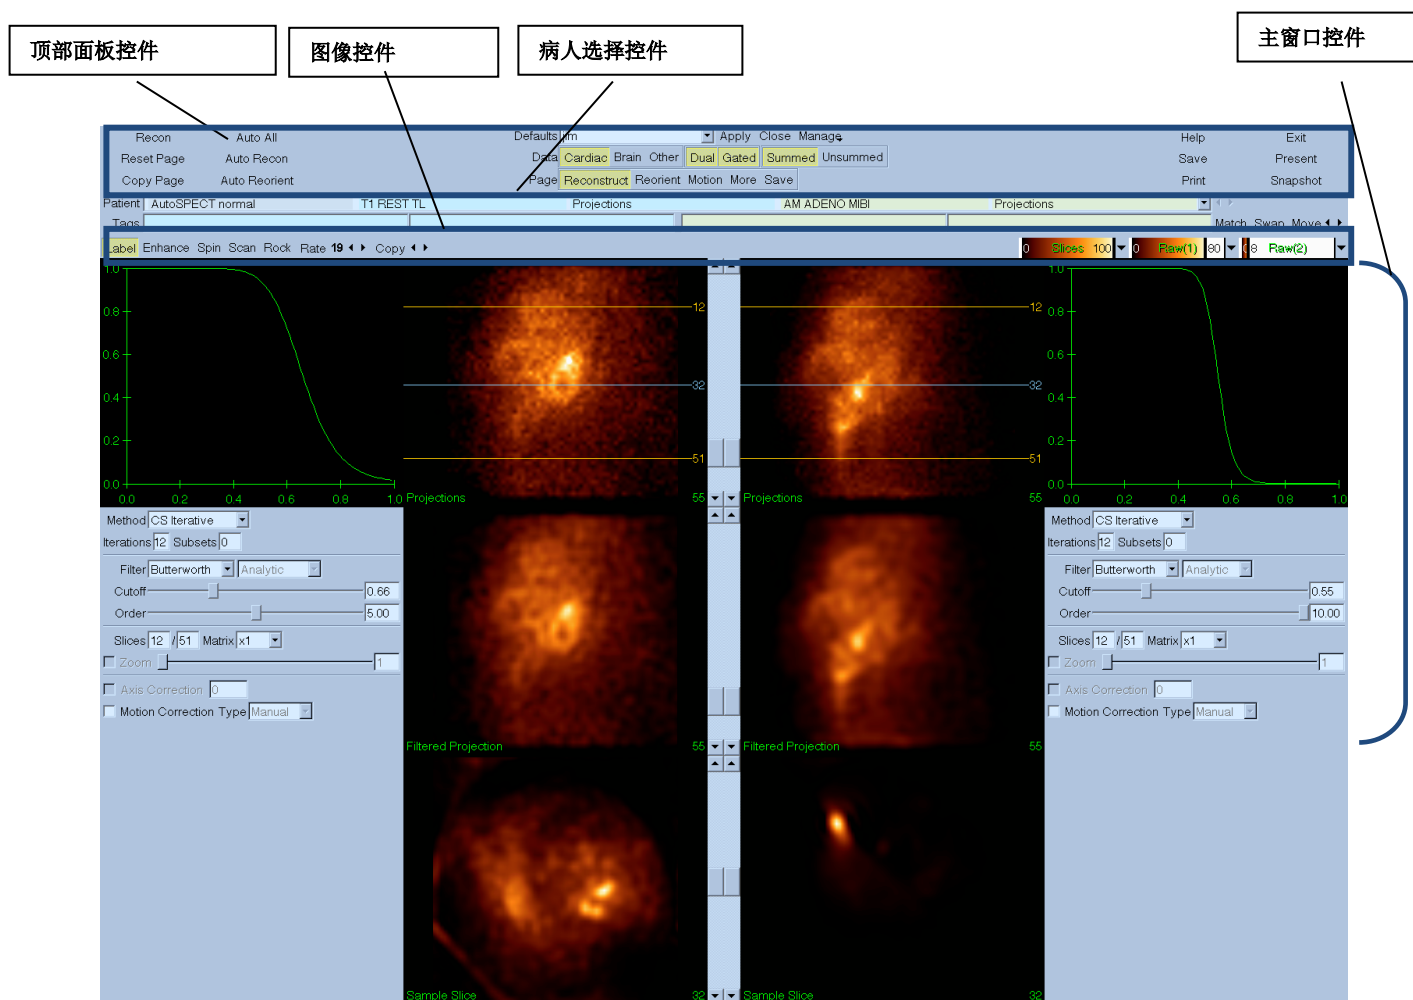 顶部面板控件
图像控件
病人选择控件
主窗口控件
Recon Auto All Defaults Apply Close Manage Help Exit
Reset Page Auto Recon Data Cardiac Brain Other Dual Gated Summed Unsummed Save Present
Copy Page Auto Reorient Page Reconstruct Reorient Motion More Save Print Snapshot
Patient AutoSPECT normal T1 REST TL Projections AM ADENO MIBI Projections
Tags Match Swap Move
Label Enhance Spin Scan Rock Rate 19 Copy 0 Slices 100 0 Raw(1) 80 Raw(2)
1.0 12 12 1.0
0.8 0.8
0.6 32 32 0.6
0.4 0.4
0.2 51 51 0.2
0.0 0.0
0.0 0.2 0.4 0.6 0.8 1.0 Projections 55 Projections 55 0.0 0.2 0.4 0.6 0.8 1.0
Method CS Iterative Method CS Iterative
Iterations 12 Subsets 0 Iterations 12 Subsets 0
Filter Butterworth Analytic Filter Butterworth Analytic
Cutoff 0.66 Cutoff 0.55
Order 5.00 Order 10.00
Slices 12 / 51 Matrix x1 Slices 12 / 51 Matrix x1
Zoom 1 Zoom 1
Axis Correction 0 Axis Correction 0
Motion Correction Type Manual Motion Correction Type Manual
Filtered Projection 55 Filtered Projection 55
Sample Slice 32 Sample Slice 32